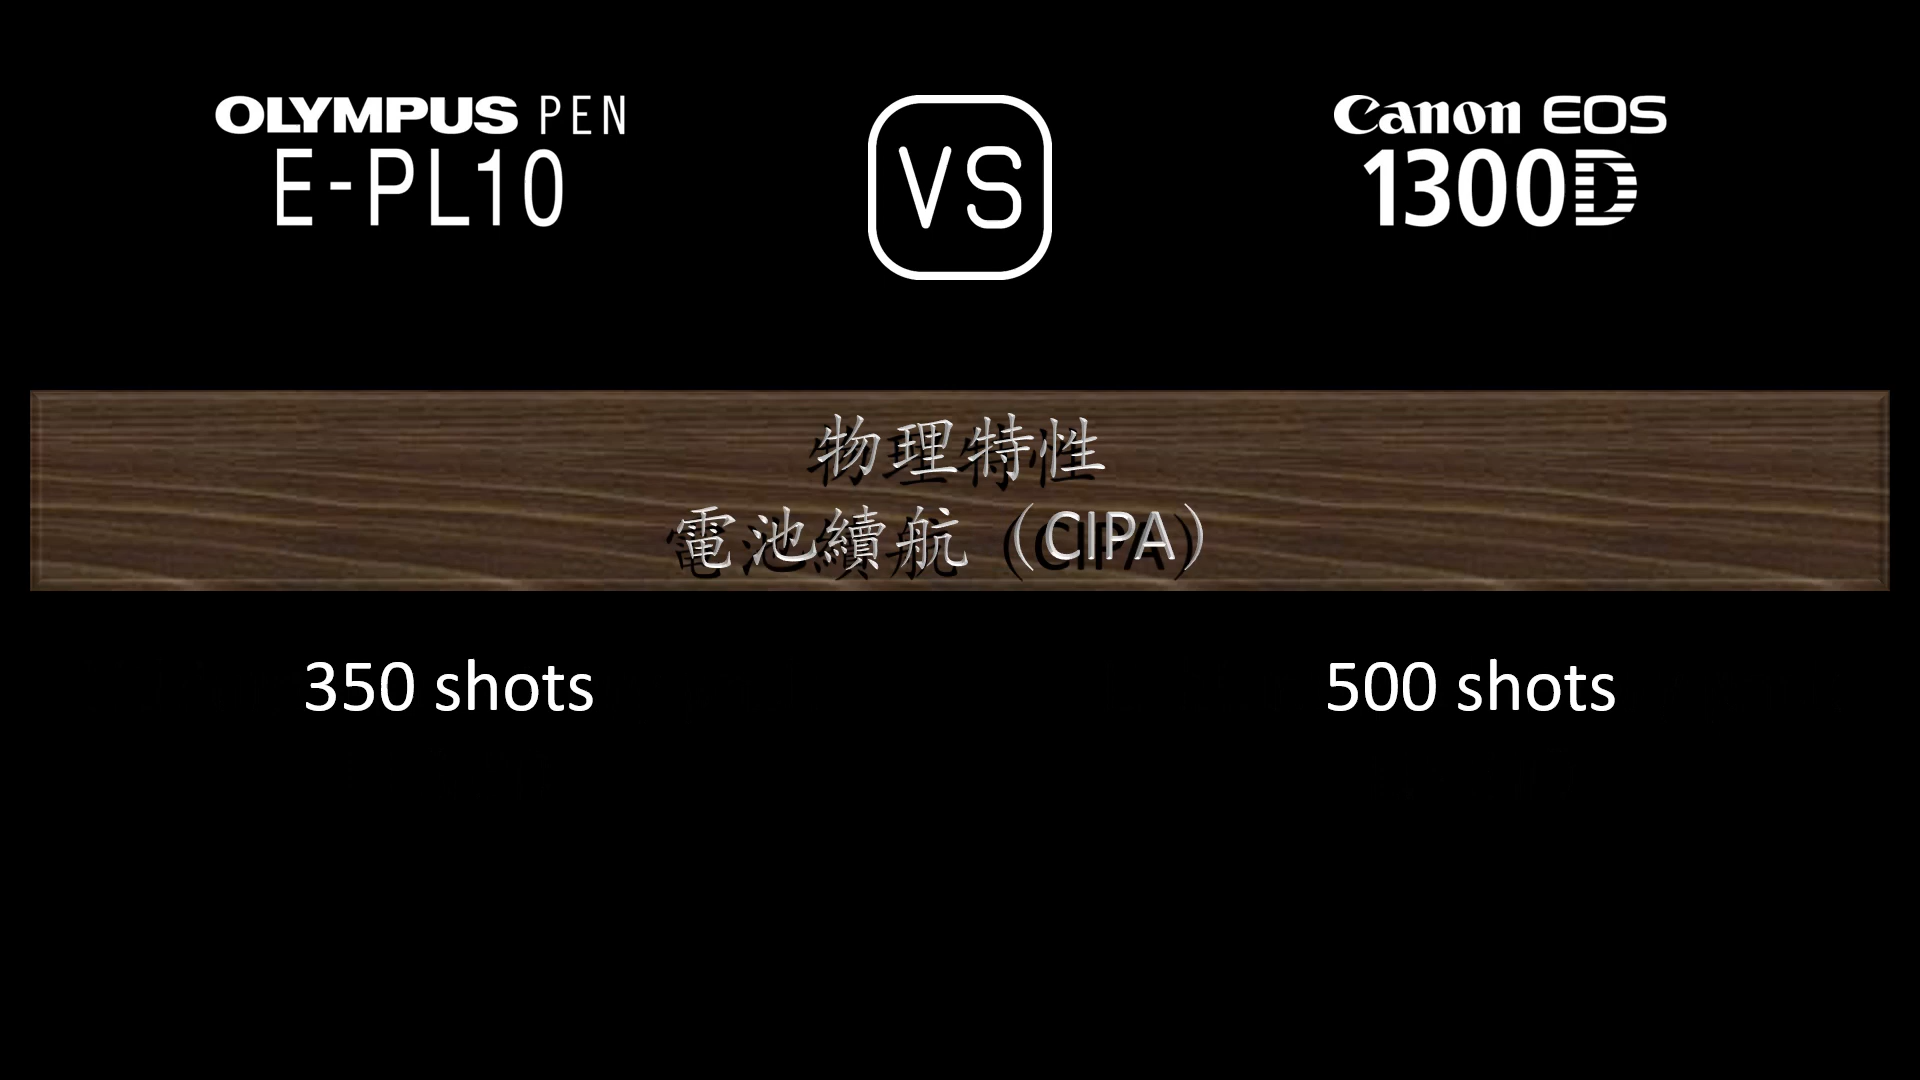 OLYMPUS PEN
E-PL10
VS
Canon EOS
1300D
物理特性
電池續航（CIPA）
350 shots
500 shots